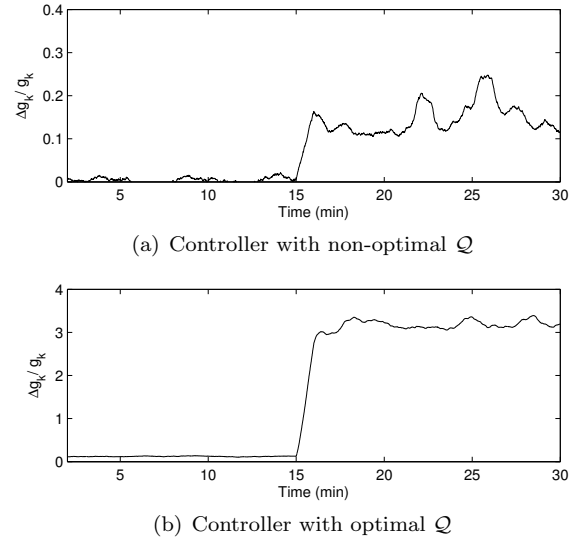 0.4
0.3
0.2
0.1
0
Δg_k/ g_k
5 10 15 20 25 30
Time (min)
(a) Controller with non-optimal 𝒬
4
3
2
1
0
Δg_k/ g_k
5 10 15 20 25 30
Time (min)
(b) Controller with optimal 𝒬